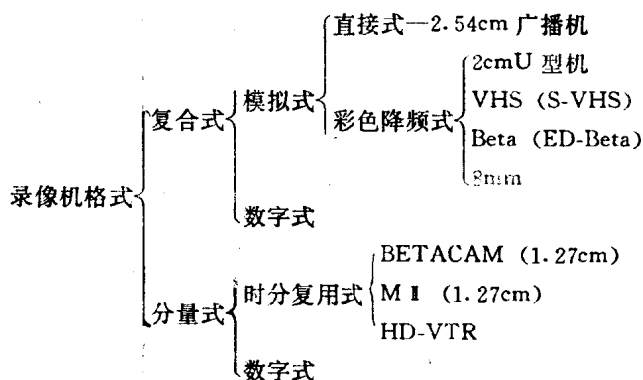 直接式—2.54cm 广播机
2cmU 型机
模拟式
VHS (S-VHS)
复合式
彩色降频式
Beta (ED-Beta)
8mm
录像机格式
数字式
BETACAM (1.27cm)
时分复用式
M Ⅱ (1.27cm)
分量式
HD-VTR
数字式